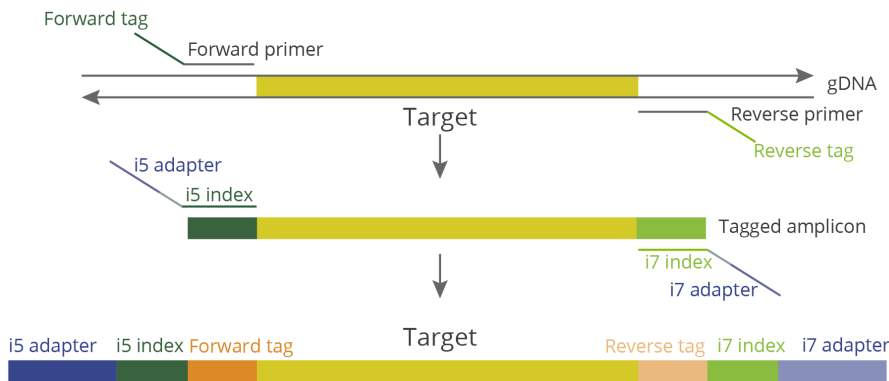 Forward tag
Forward primer
gDNA
Target
Reverse primer
Reverse tag
i5 adapter
i5 index
Tagged amplicon
i7 index
i7 adapter
Target
i5 adapter i5 index Forward tag Reverse tag i7 index i7 adapter